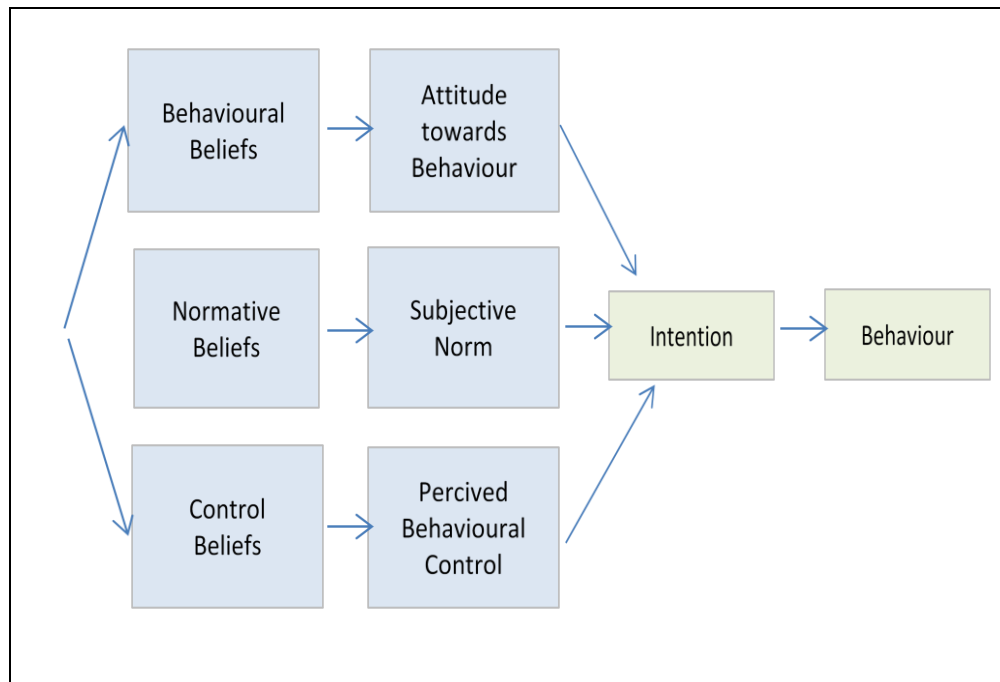 Behavioural
Beliefs
Attitude
towards
Behaviour
Normative
Beliefs
Subjective
Norm
Intention
Behaviour
Control
Beliefs
Percived
Behavioural
Control